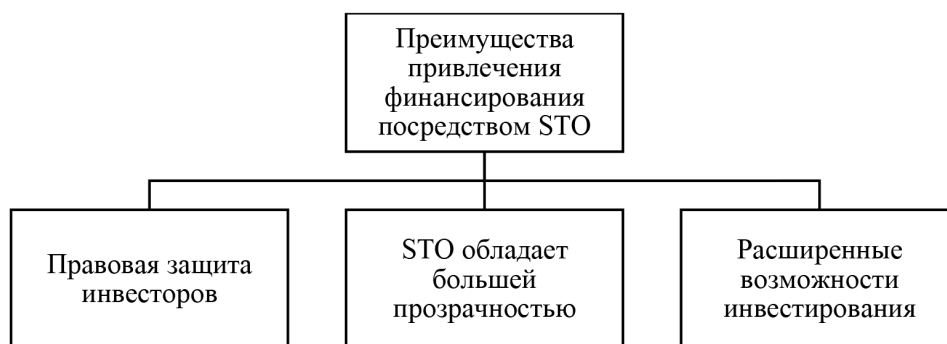 Преимущества
привлечения
финансирования
посредством STO
Правовая защита
инвесторов
STO обладает
большей
прозрачностью
Расширенные
возможности
инвестирования